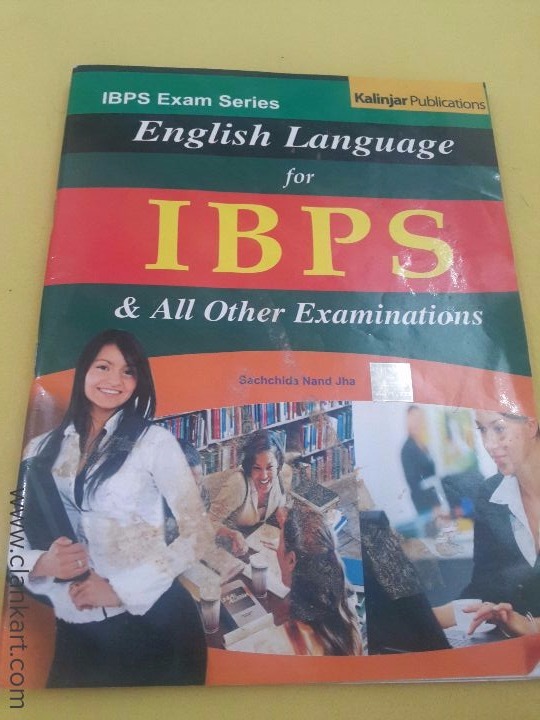 IBPS Exam Series
Kalinjar Publications
English Language
for
IBPS
& All Other Examinations
Sachchida Nand Jha
www.clankart.com